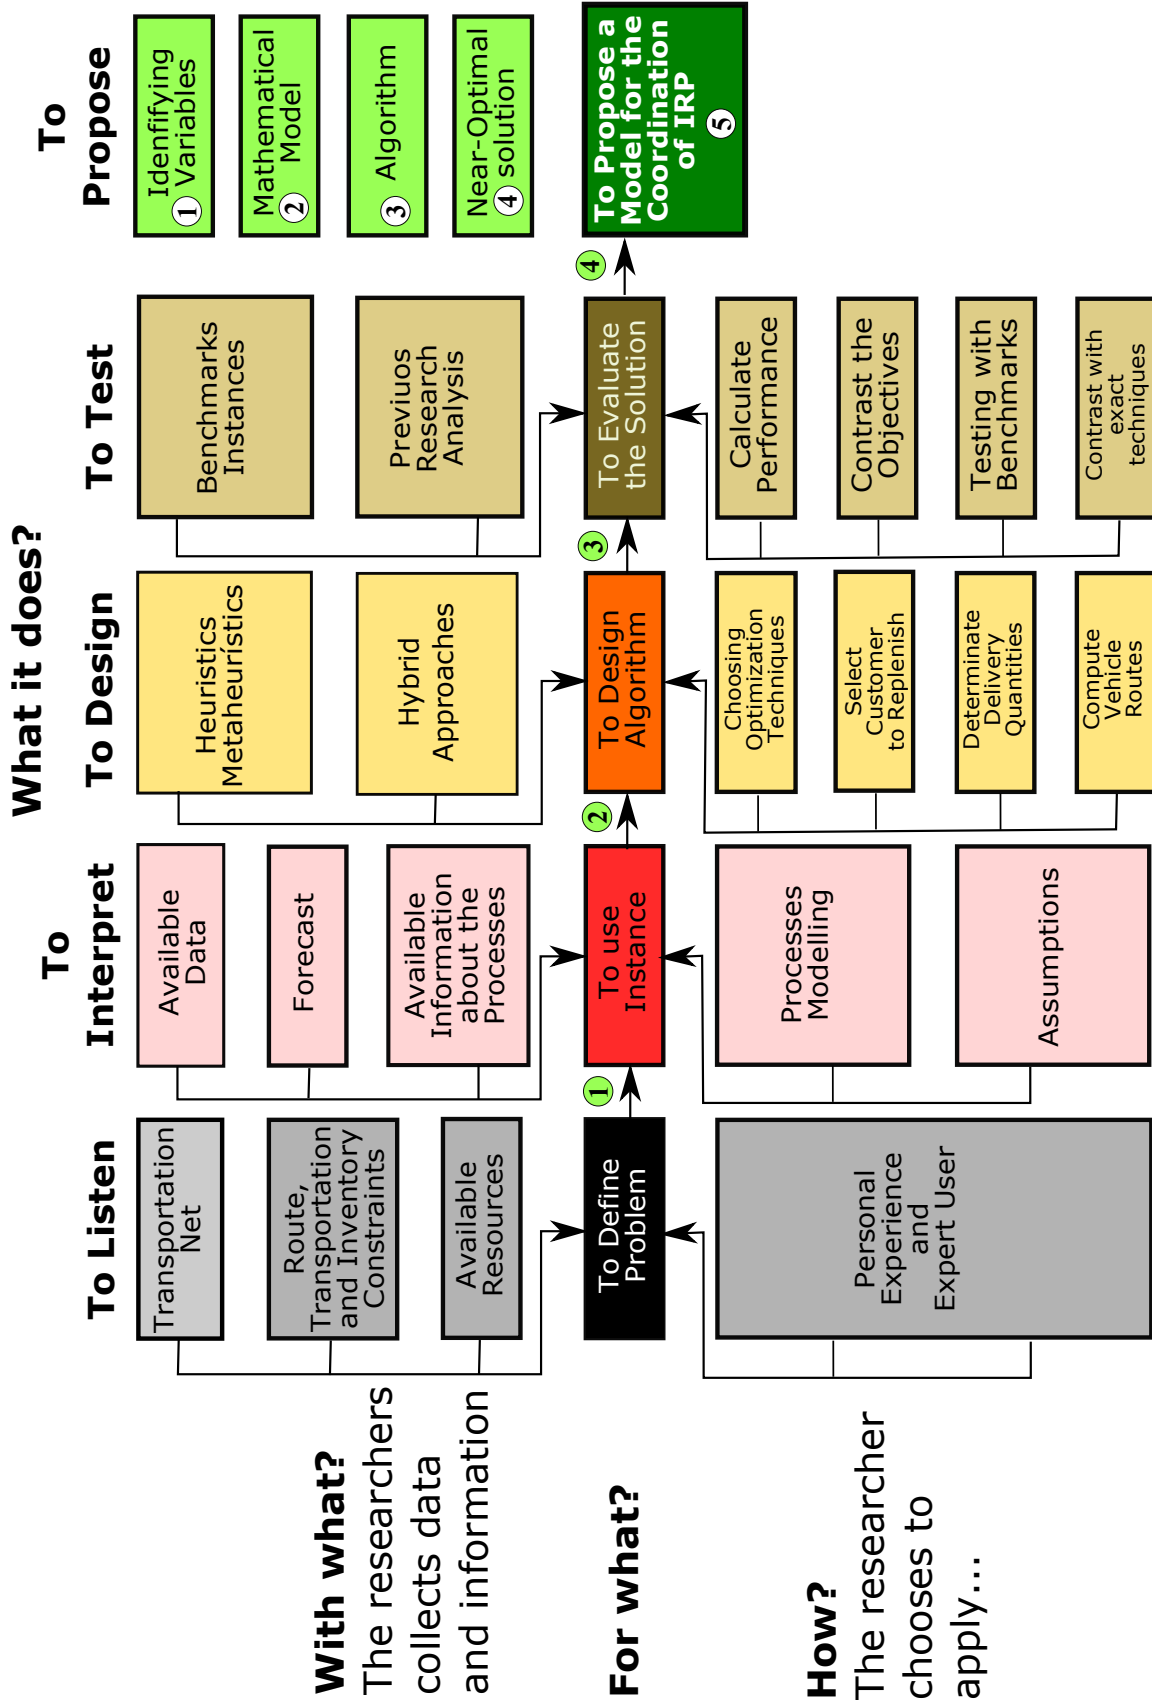 What it does?
To Listen
To
Interpret
To Design
To Test
To
Propose
With what?
The researchers
collects data
and information
Transportation
Net
Route,
Transportation
and Inventory
Constraints
Available
Resources
Available
Data
Forecast
Available
Information
about the
Processes
Heuristics
Metaheurístics
Hybrid
Approaches
Benchmarks
Instances
Previuos
Research
Analysis
Idenfifying
1 Variables
Mathematical
2 Model
3 Algorithm
Near-Optimal
4 solution
For what?
To Define
Problem
1
To use
Instance
2
To Design
Algorithm
3
To Evaluate
the Solution
4
To Propose a
Model for the
Coordination
of IRP
5
How?
The researcher
chooses to
apply...
Personal
Experience
and
Expert User
Processes
Modelling
Assumptions
Choosing
Optimization
Techniques
Select
Customer
to Replenish
Determinate
Delivery
Quantities
Compute
Vehicle
Routes
Calculate
Performance
Contrast the
Objectives
Testing with
Benchmarks
Contrast with
exact
techniques